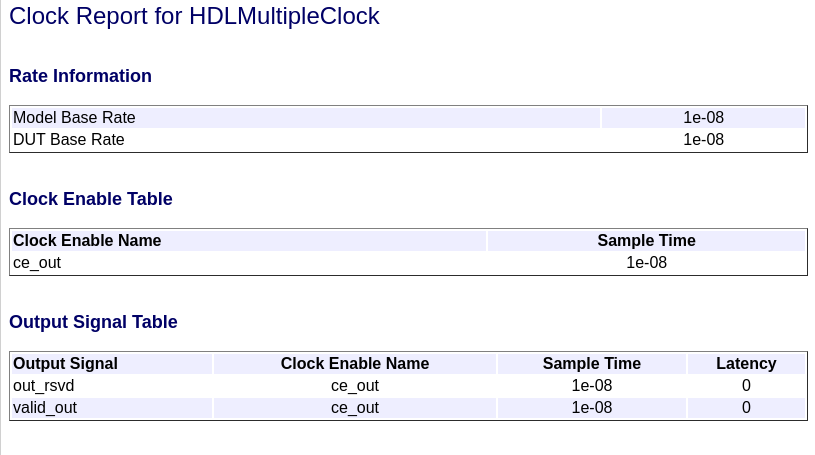 Clock Report for HDLMultipleClock
Rate Information
Model Base Rate 1e-08
DUT Base Rate 1e-08
Clock Enable Table
Clock Enable Name Sample Time
ce_out 1e-08
Output Signal Table
Output Signal Clock Enable Name Sample Time Latency
out_rsvd ce_out 1e-08 0
valid_out ce_out 1e-08 0